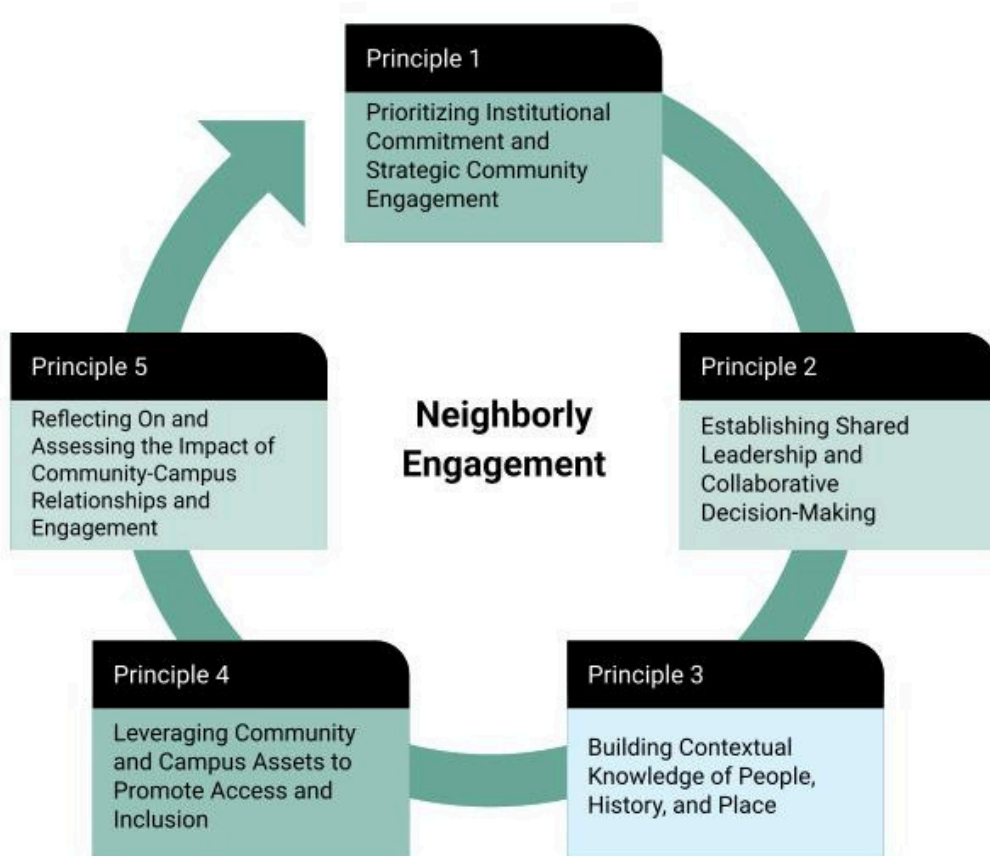 Principle 1
Prioritizing Institutional
Commitment and
Strategic Community
Engagement
Principle 2
Establishing Shared
Leadership and
Collaborative
Decision-Making
Principle 3
Building Contextual
Knowledge of People,
History, and Place
Principle 4
Leveraging Community
and Campus Assets to
Promote Access and
Inclusion
Principle 5
Reflecting On and
Assessing the Impact of
Community-Campus
Relationships and
Engagement
Neighborly
Engagement